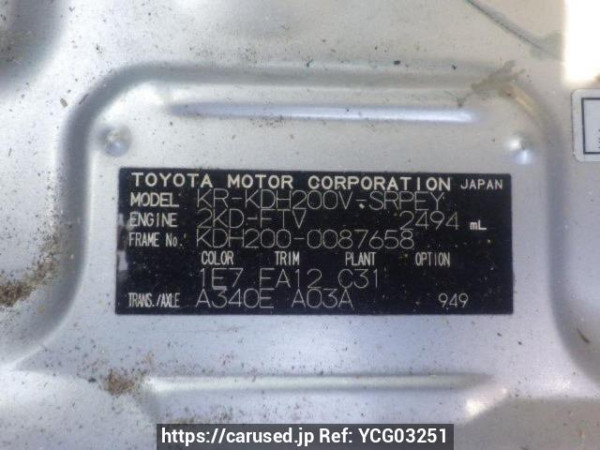 TOYOTA MOTOR CORPORATION JAPAN
MODEL KR-KDH200V-SRPEY
ENGINE 2KD-FTV 2494 mL
FRAME No. KDH200-0087658
COLOR TRIM PLANT OPTION
1E7 FA12 C31
TRANS./AXLE A340E A03A 949
https://carused.jp Ref: YCG03251